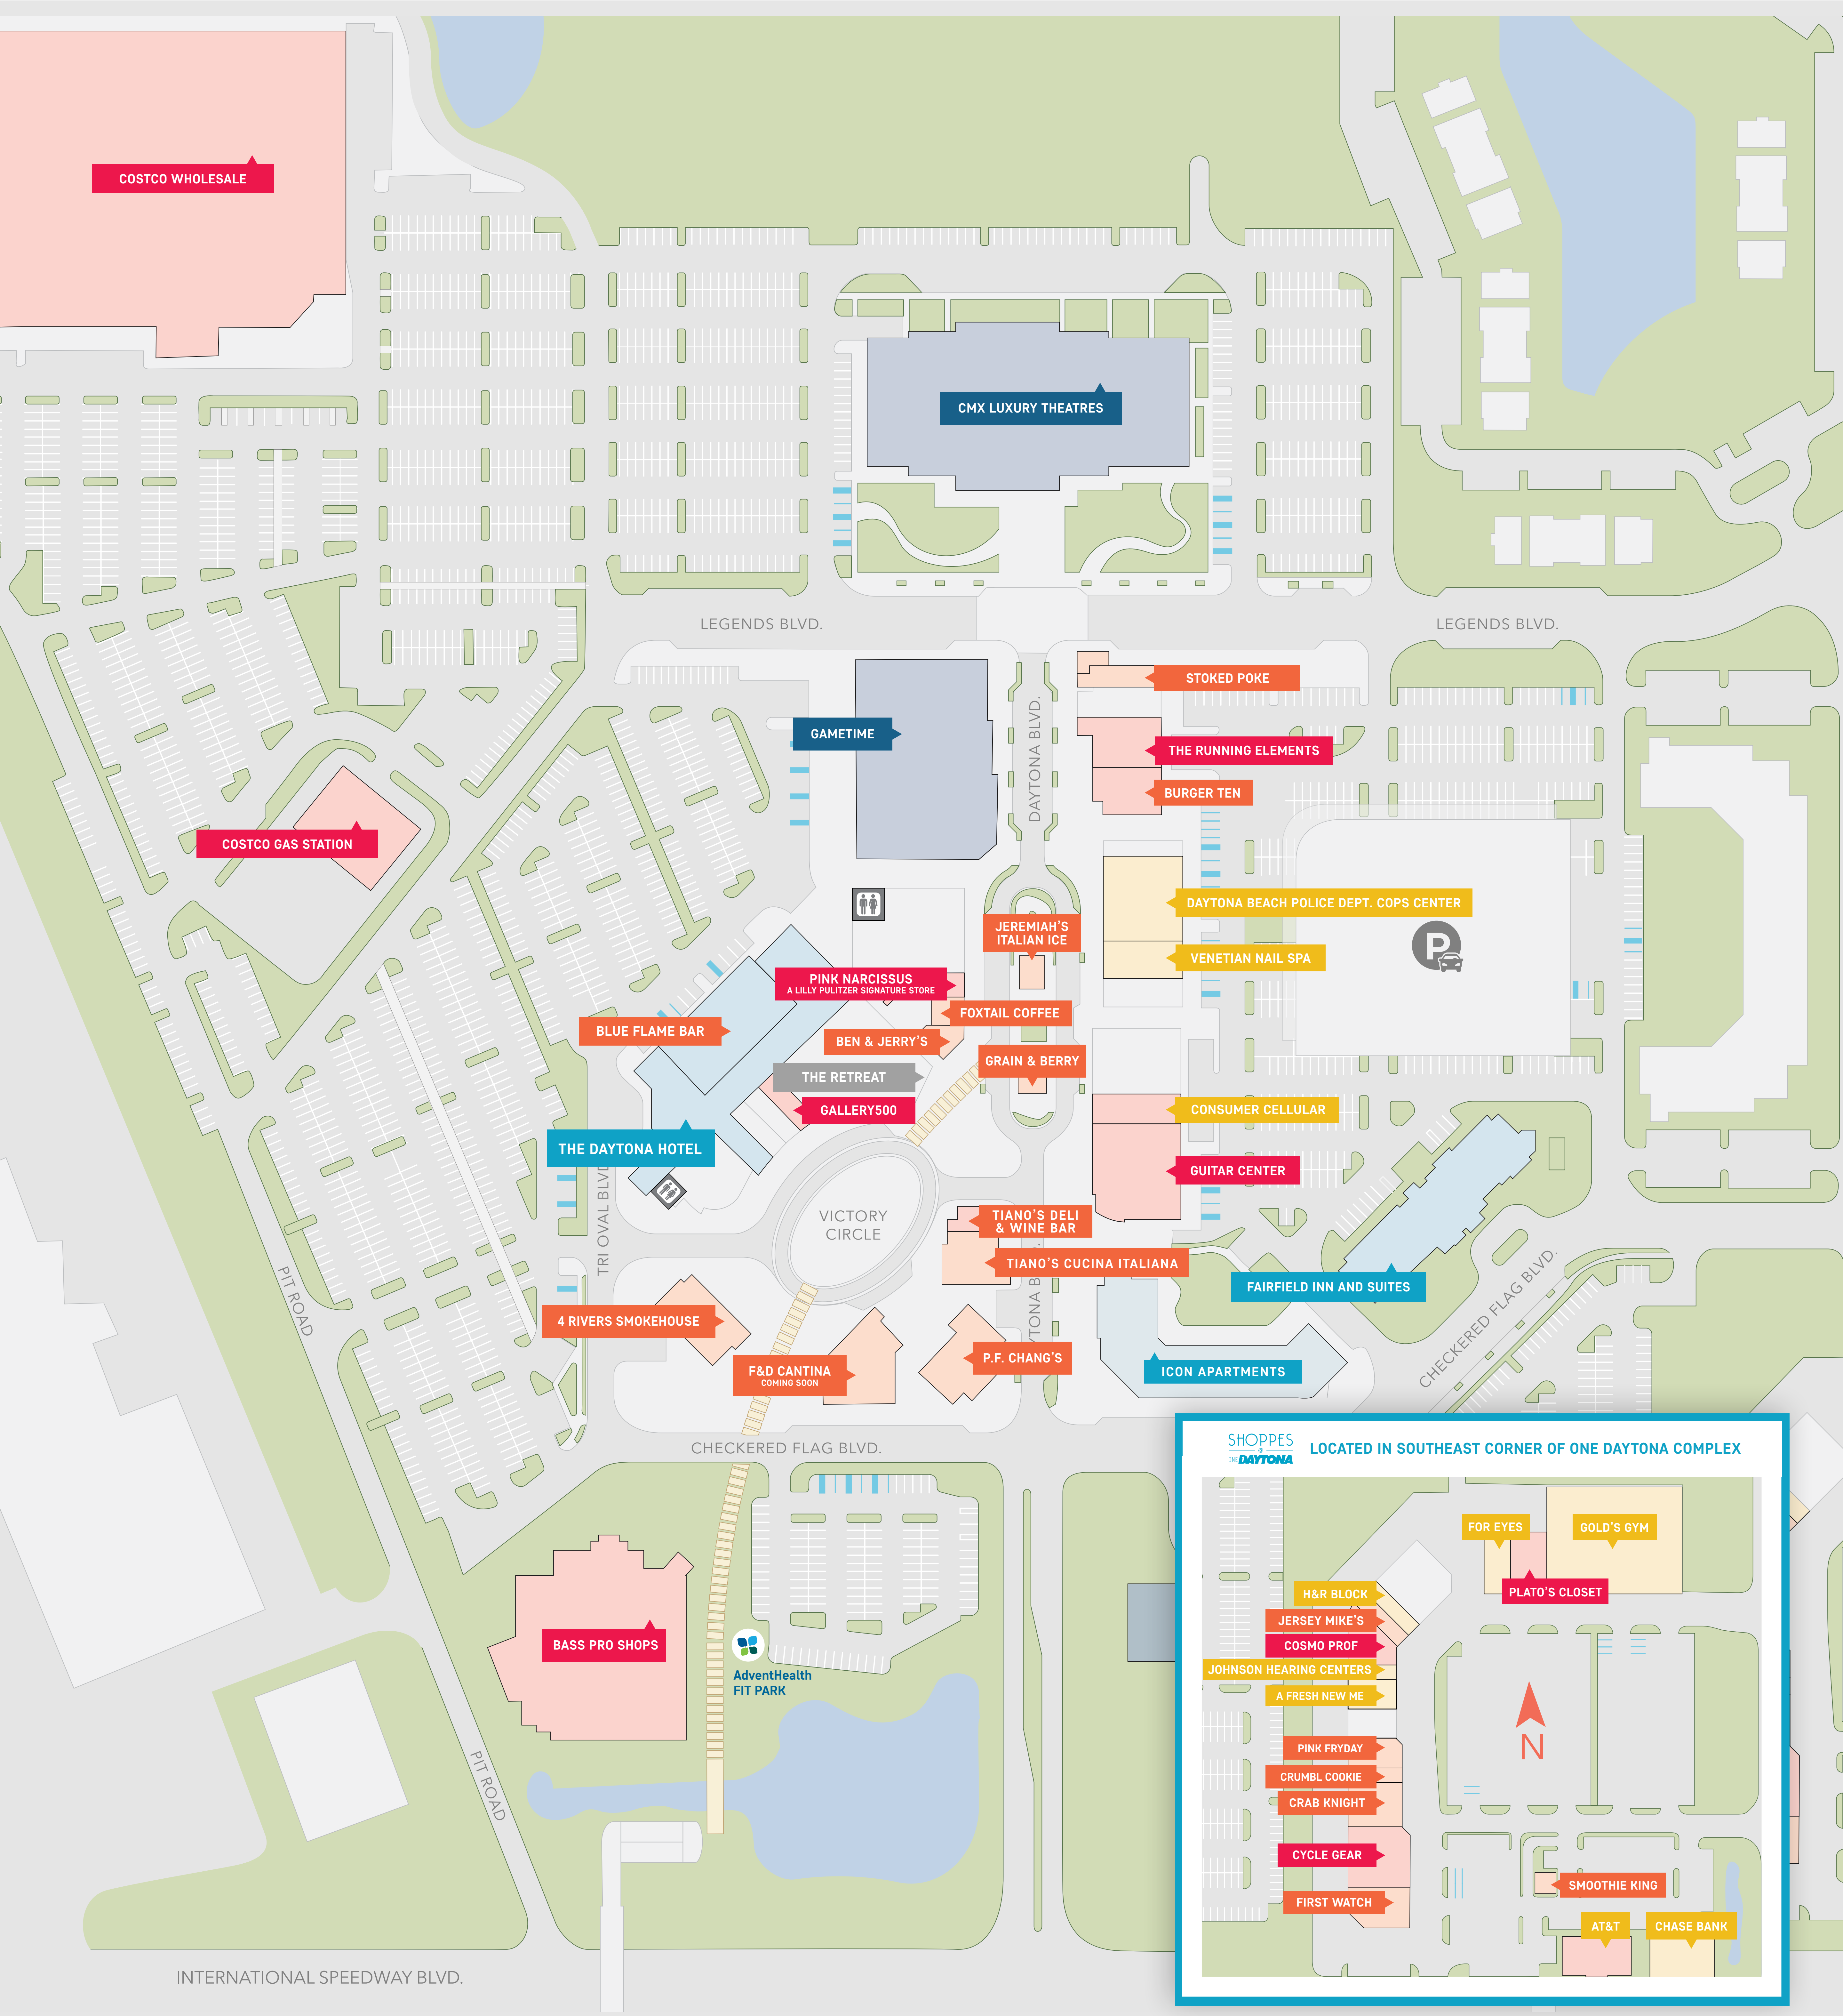 COSTCO WHOLESALE
CMX LUXURY THEATRES
LEGENDS BLVD.
LEGENDS BLVD.
STOKED POKE
GAMETIME
DAYTONA BLVD.
THE RUNNING ELEMENTS
BURGER TEN
COSTCO GAS STATION
DAYTONA BEACH POLICE DEPT. COPS CENTER
JEREMIAH'S
ITALIAN ICE
P
VENETIAN NAIL SPA
PINK NARCISSUS
A LILLY PULITZER SIGNATURE STORE
FOXTAIL COFFEE
BLUE FLAME BAR
BEN & JERRY'S
GRAIN & BERRY
THE RETREAT
GALLERY500
CONSUMER CELLULAR
THE DAYTONA HOTEL
GUITAR CENTER
TRI OVAL BLVD
VICTORY
CIRCLE
TIANO'S DELI
& WINE BAR
TIANO'S CUCINA ITALIANA
FAIRFIELD INN AND SUITES
PIT ROAD
YTONA B
CHECKERED FLAG BLVD.
4 RIVERS SMOKEHOUSE
F&D CANTINA
COMING SOON
P.F. CHANG'S
ICON APARTMENTS
CHECKERED FLAG BLVD.
SHOPPES
@
ONE DAYTONA
LOCATED IN SOUTHEAST CORNER OF ONE DAYTONA COMPLEX
FOR EYES
GOLD'S GYM
PLATO'S CLOSET
H&R BLOCK
JERSEY MIKE'S
COSMO PROF
JOHNSON HEARING CENTERS
A FRESH NEW ME
BASS PRO SHOPS
AdventHealth
FIT PARK
PINK FRYDAY
N
CRUMBL COOKIE
CRAB KNIGHT
PIT ROAD
CYCLE GEAR
SMOOTHIE KING
FIRST WATCH
AT&T
CHASE BANK
INTERNATIONAL SPEEDWAY BLVD.